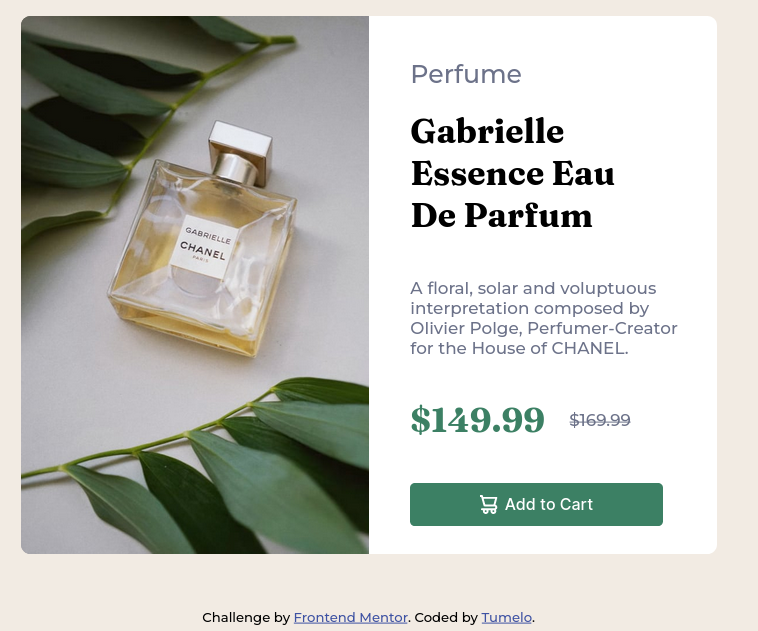 Perfume
Gabrielle
Essence Eau
De Parfum
GABRIELLE
CHANEL
PARIS
A floral, solar and voluptuous
interpretation composed by
Olivier Polge, Perfumer-Creator
for the House of CHANEL.
$149.99 $169.99
Add to Cart
Challenge by Frontend Mentor. Coded by Tumelo.